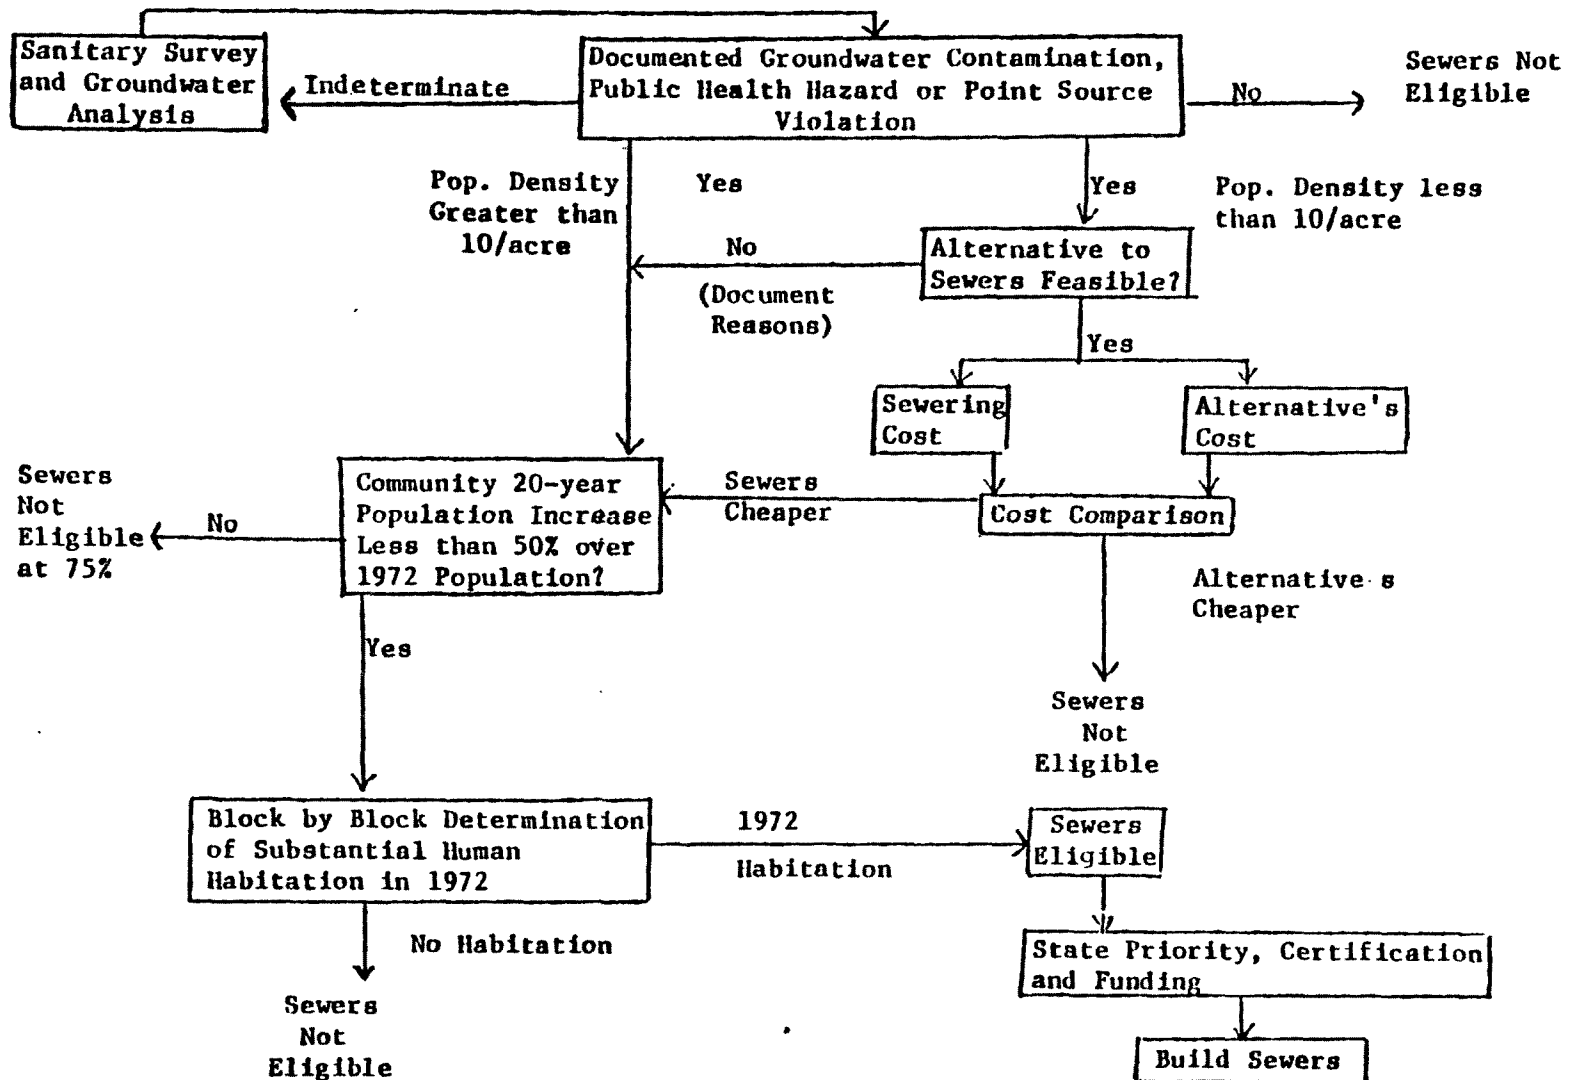 Sanitary Survey
and Groundwater
Analysis
Indeterminate
Documented Groundwater Contamination,
Public Health Hazard or Point Source
Violation
No
Sewers Not
Eligible
Pop. Density
Greater than
10/acre
Yes
Yes
Pop. Density less
than 10/acre
No
(Document
Reasons)
Alternative to
Sewers Feasible?
Yes
Sewering
Cost
Alternative's
Cost
Sewers
Not
Eligible
at 75%
No
Community 20-year
Population Increase
Less than 50% over
1972 Population?
Sewers
Cheaper
Cost Comparison
Alternative s
Cheaper
Yes
Sewers
Not
Eligible
Block by Block Determination
of Substantial Human
Habitation in 1972
1972
Habitation
Sewers
Eligible
No Habitation
State Priority, Certification
and Funding
Sewers
Not
Eligible
Build Sewers